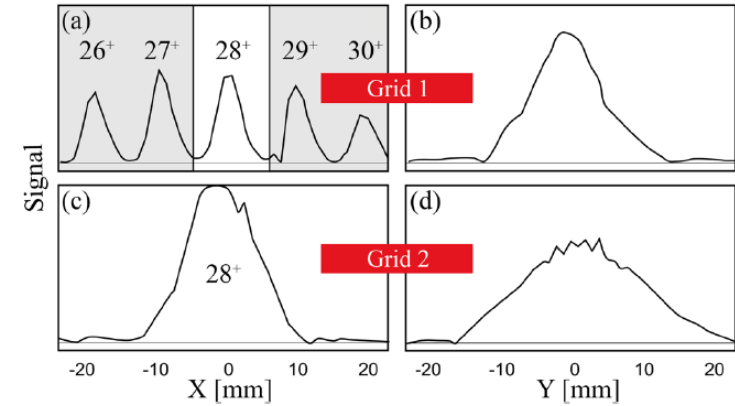 (a)
26+ 27+ 28+ 29+ 30+
Grid 1
(b)
Signal
(c)
28+
Grid 2
(d)
-20 -10 0 10 20
X [mm]
-20 -10 0 10 20
Y [mm]